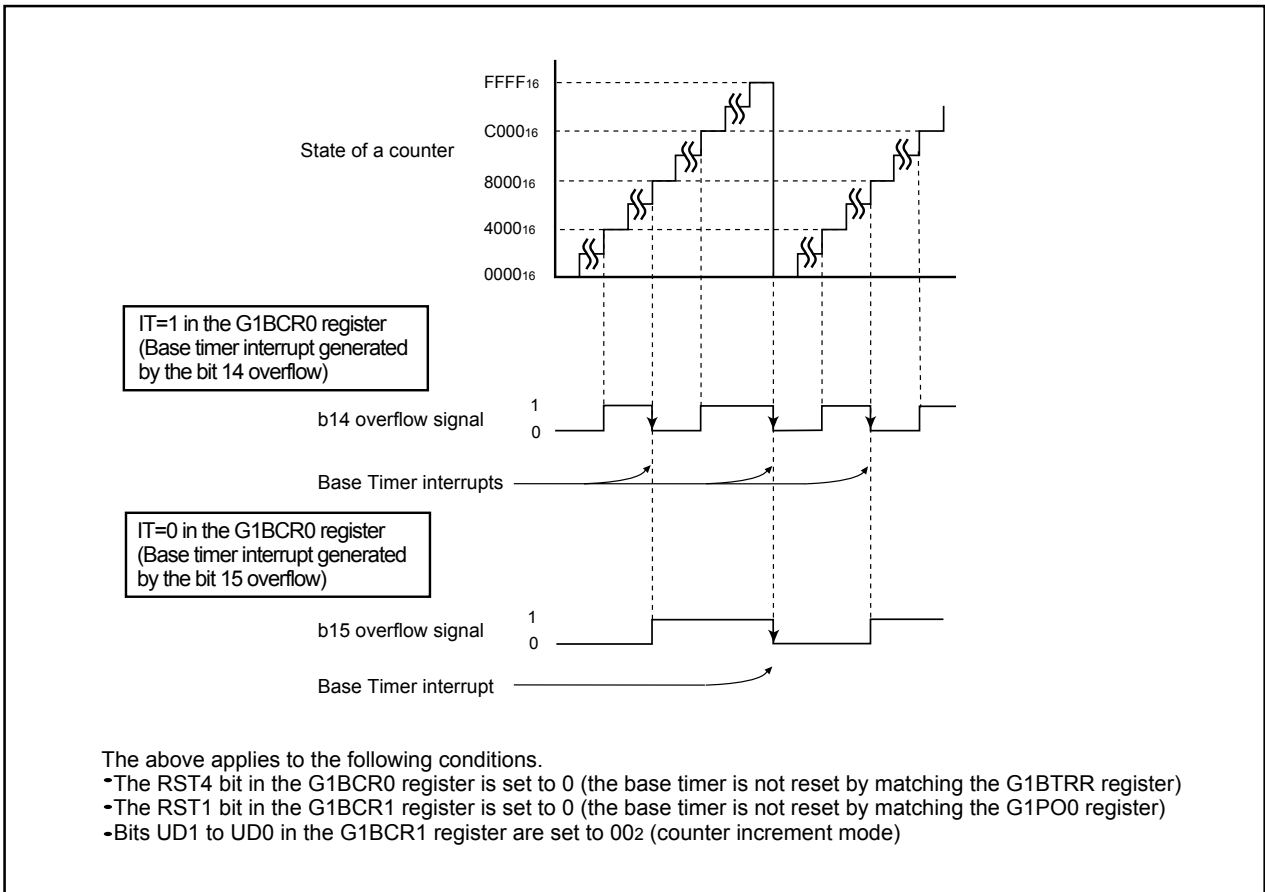 FFFF16
C00016
State of a counter
800016
400016
000016
IT=1 in the G1BCR0 register
(Base timer interrupt generated
by the bit 14 overflow)
1
b14 overflow signal
0
Base Timer interrupts
IT=0 in the G1BCR0 register
(Base timer interrupt generated
by the bit 15 overflow)
1
b15 overflow signal
0
Base Timer interrupt
The above applies to the following conditions.
•The RST4 bit in the G1BCR0 register is set to 0 (the base timer is not reset by matching the G1BTRR register)
•The RST1 bit in the G1BCR1 register is set to 0 (the base timer is not reset by matching the G1PO0 register)
•Bits UD1 to UD0 in the G1BCR1 register are set to 002 (counter increment mode)